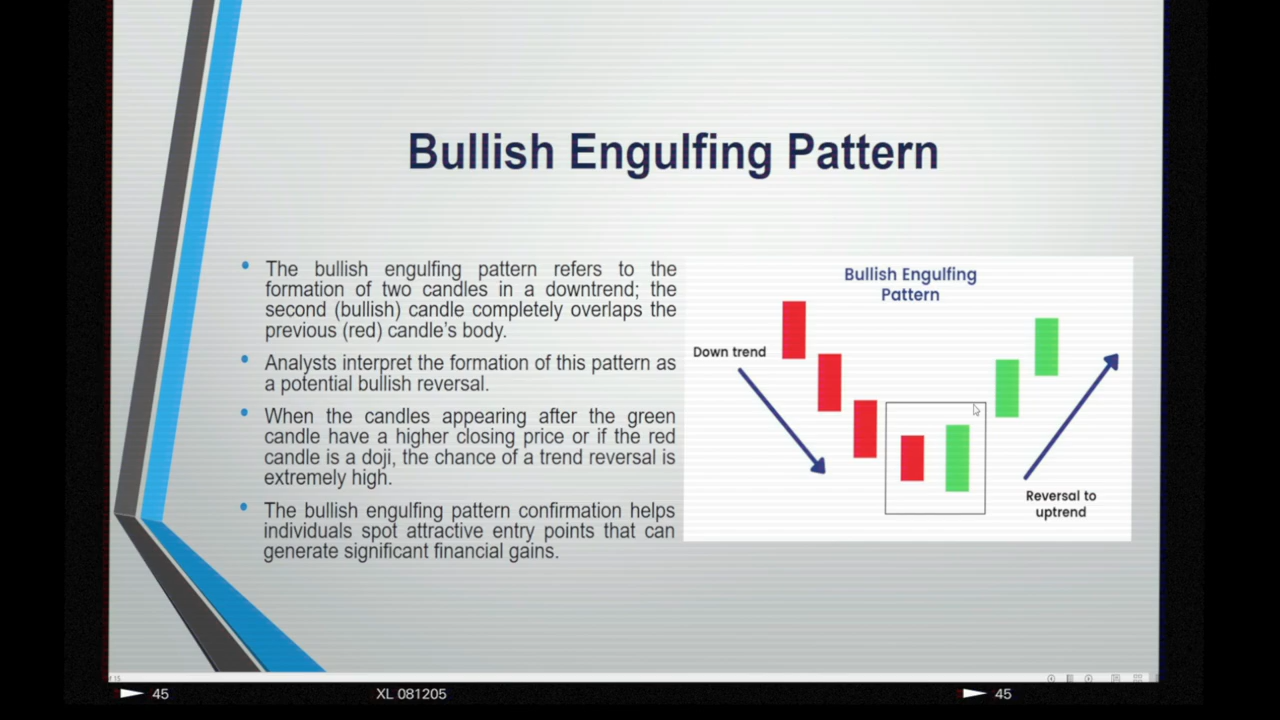 Bullish Engulfing Pattern
The bullish engulfing pattern refers to the
formation of two candles in a downtrend; the
second (bullish) candle completely overlaps the
previous (red) candle's body.
Analysts interpret the formation of this pattern as
a potential bullish reversal.
When the candles appearing after the green
candle have a higher closing price or if the red
candle is a doji, the chance of a trend reversal is
extremely high.
The bullish engulfing pattern confirmation helps
individuals spot attractive entry points that can
generate significant financial gains.
Bullish Engulfing
Pattern
Down trend
Reversal to
uptrend
45
XL 081205
45